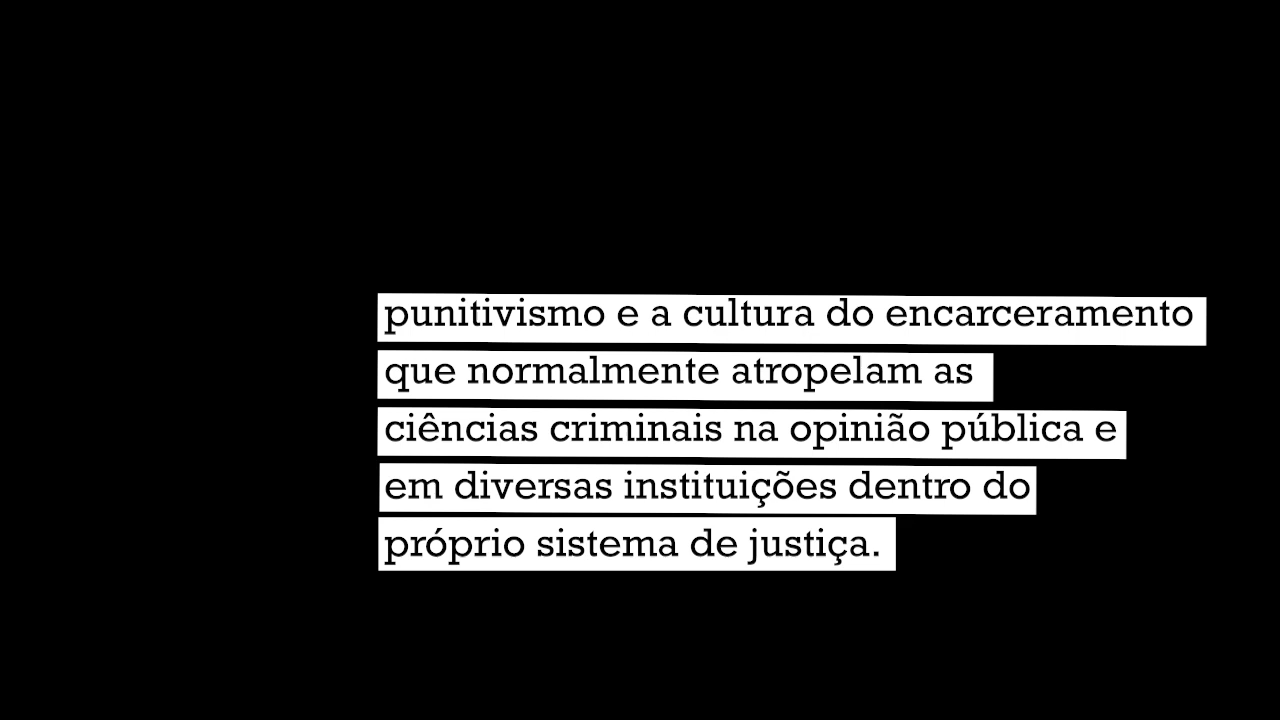 punitivismo e a cultura do encarceramento
que normalmente atropelam as
ciências criminais na opinião pública e
em diversas instituições dentro do
próprio sistema de justiça.